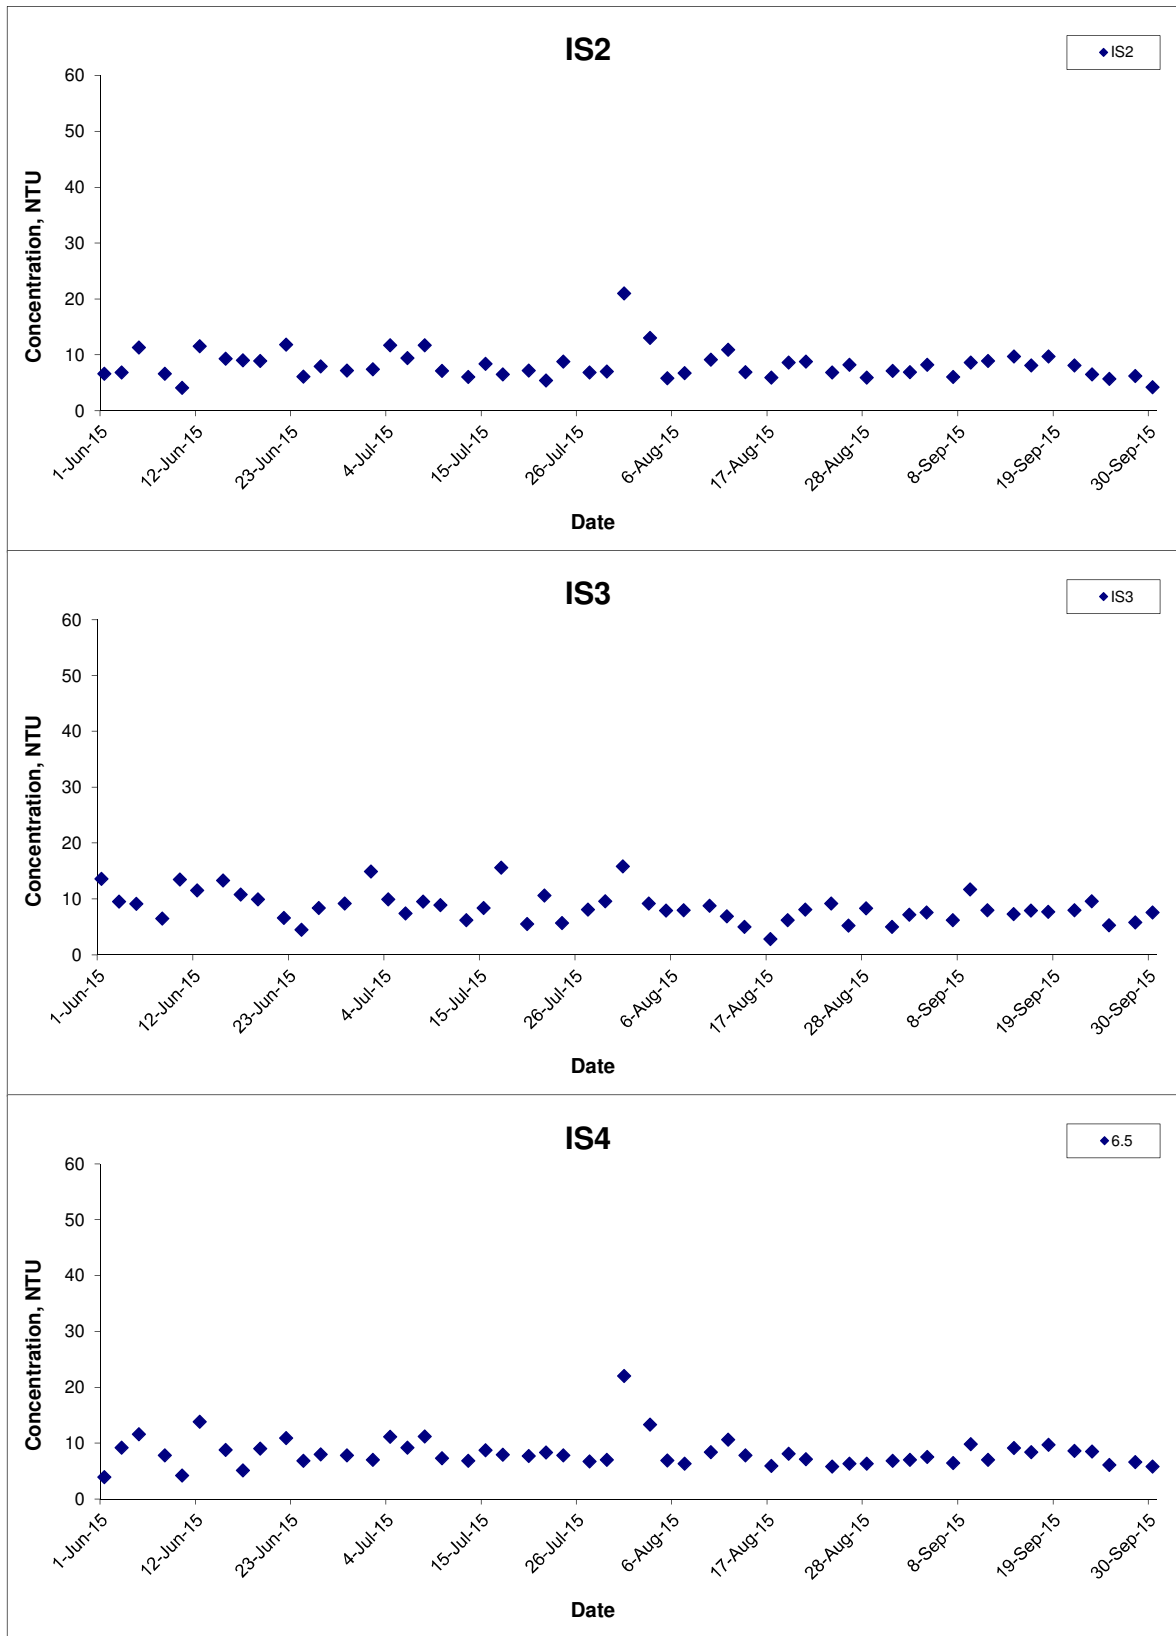 IS2
IS2
60
50
40
30
20
10
0
Concentration, NTU
1-Jun-15
12-Jun-15
23-Jun-15
4-Jul-15
15-Jul-15
26-Jul-15
6-Aug-15
17-Aug-15
28-Aug-15
8-Sep-15
19-Sep-15
30-Sep-15
Date
IS3
IS3
60
50
40
30
20
10
0
Concentration, NTU
1-Jun-15
12-Jun-15
23-Jun-15
4-Jul-15
15-Jul-15
26-Jul-15
6-Aug-15
17-Aug-15
28-Aug-15
8-Sep-15
19-Sep-15
30-Sep-15
Date
IS4
6.5
60
50
40
30
20
10
0
Concentration, NTU
1-Jun-15
12-Jun-15
23-Jun-15
4-Jul-15
15-Jul-15
26-Jul-15
6-Aug-15
17-Aug-15
28-Aug-15
8-Sep-15
19-Sep-15
30-Sep-15
Date